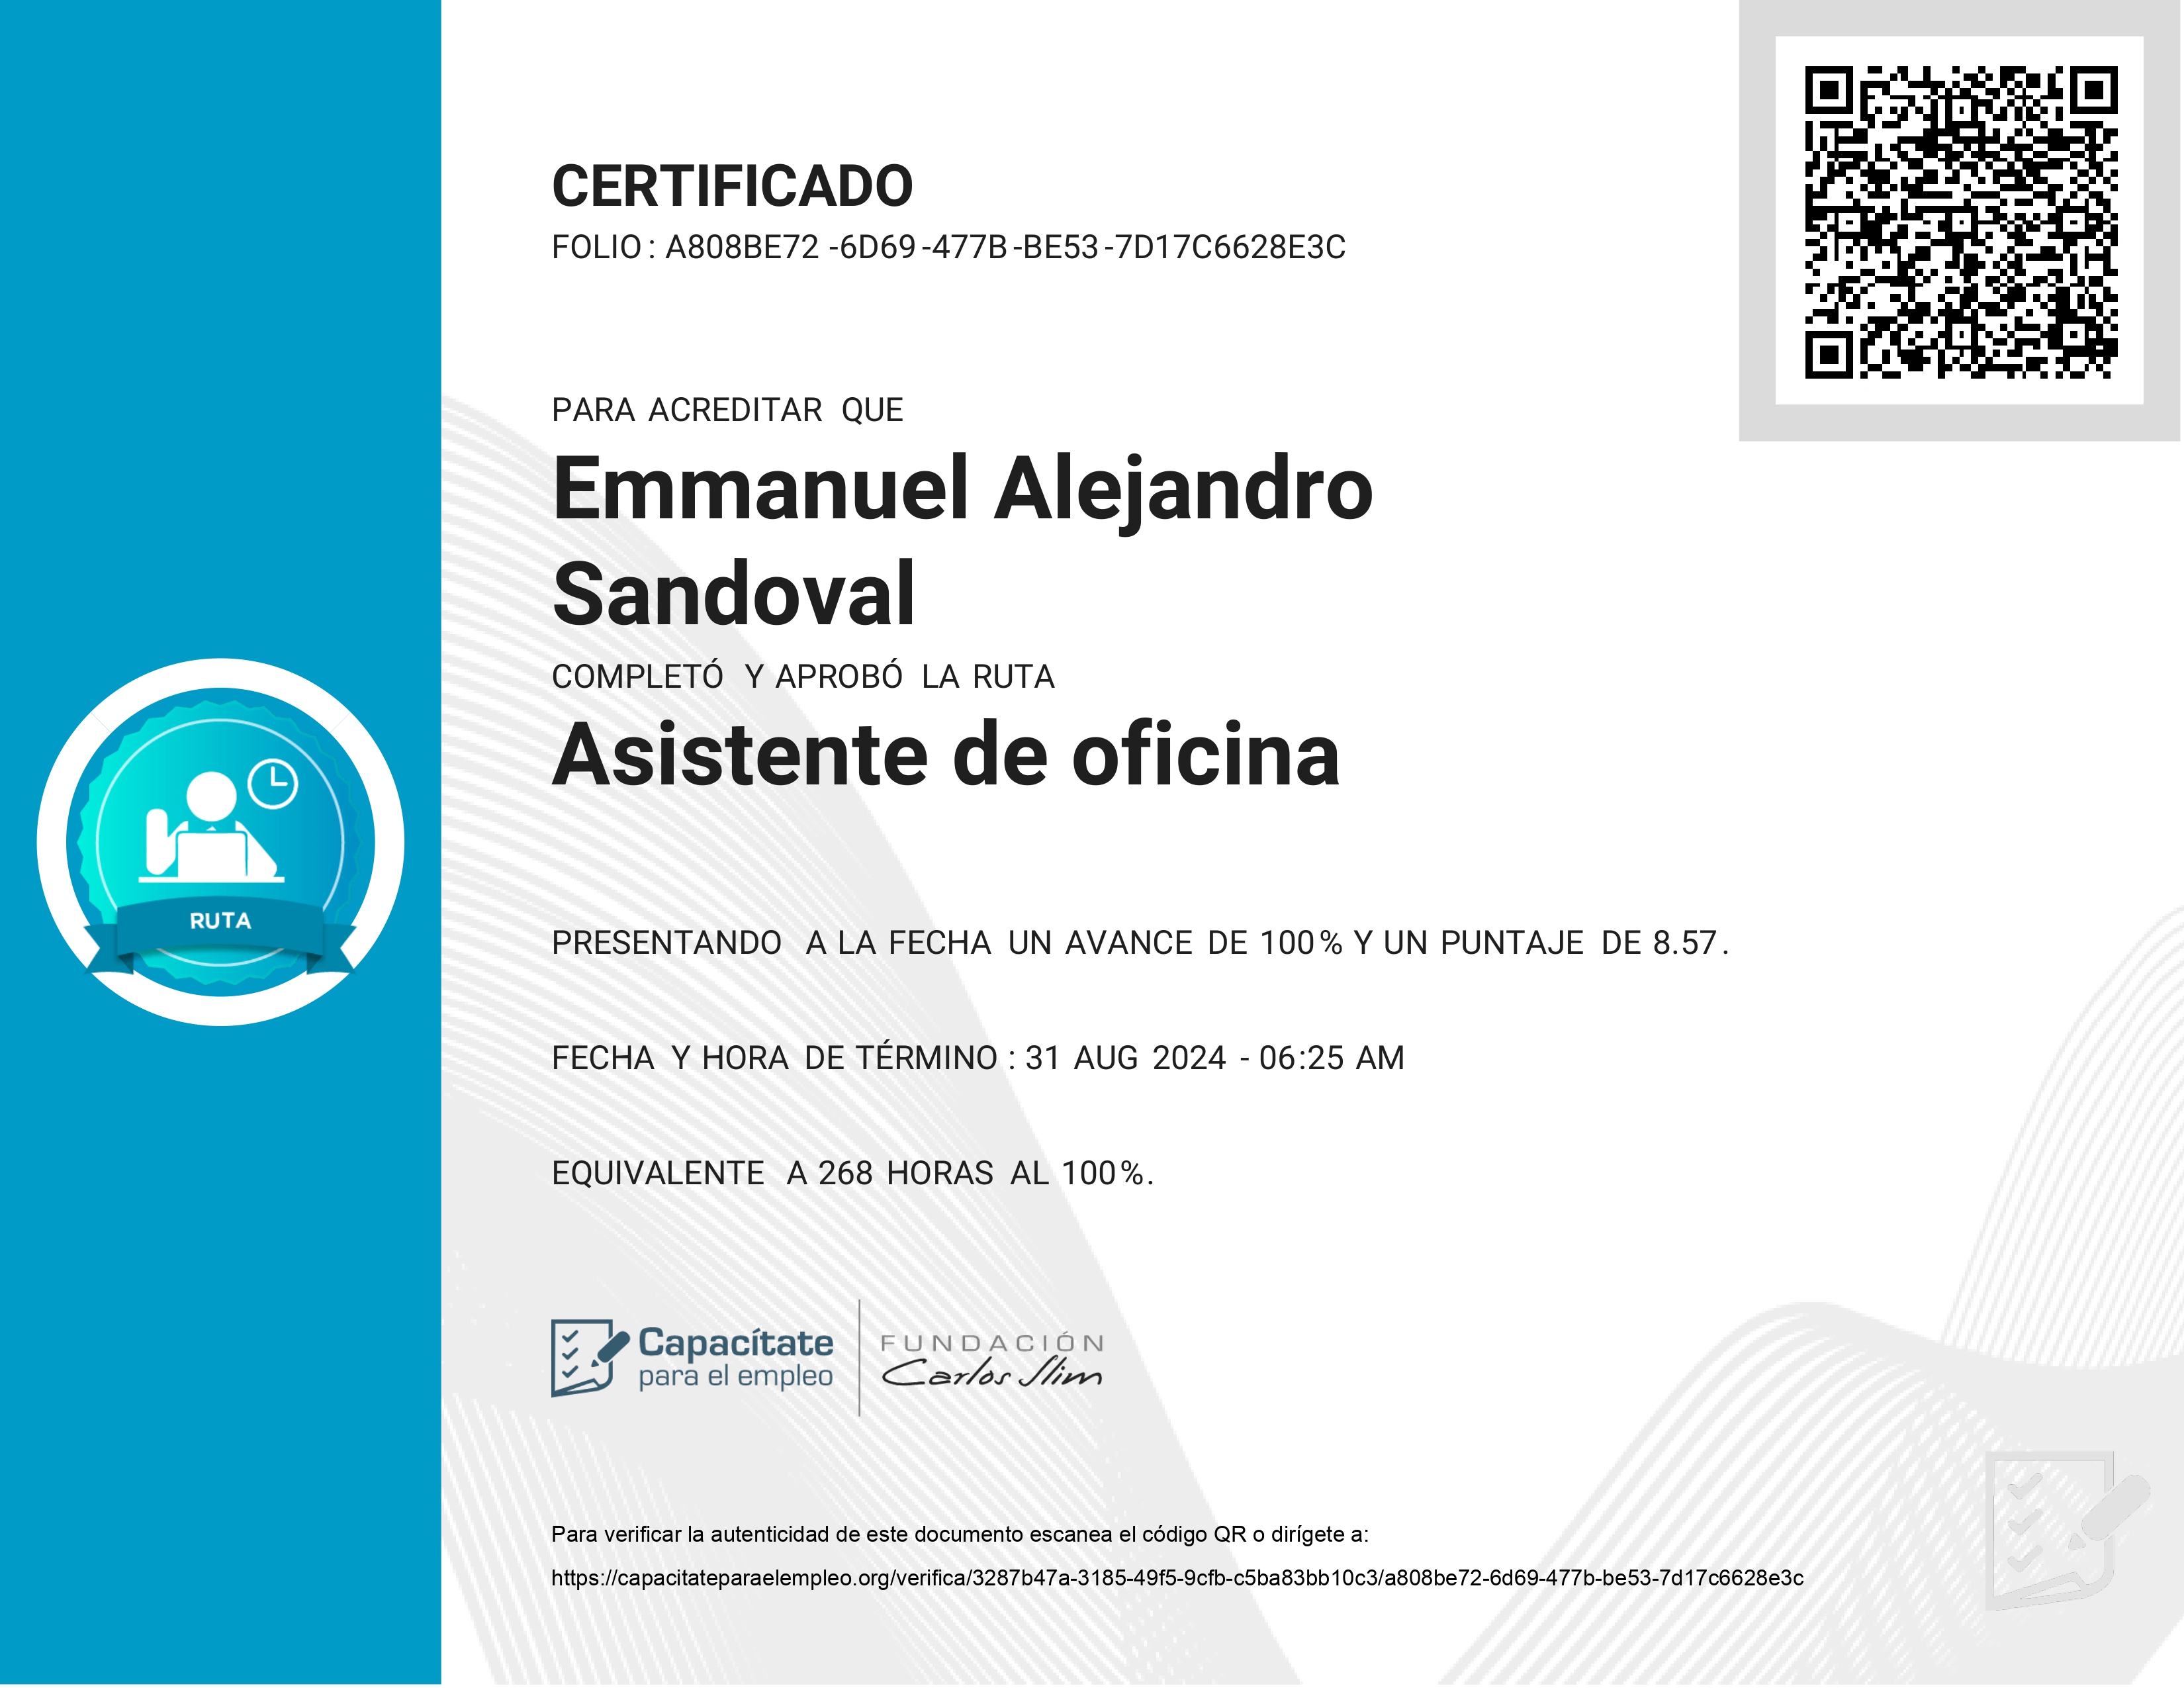 CERTIFICADO
FOLIO: A808BE72-6D69-477B-BE53-7D17C6628E3C
PARA ACREDITAR QUE
Emmanuel Alejandro
Sandoval
COMPLETÓ Y APROBÓ LA RUTA
Asistente de oficina
RUTA
PRESENTANDO A LA FECHA UN AVANCE DE 100% Y UN PUNTAJE DE 8.57.
FECHA Y HORA DE TÉRMINO: 31 AUG 2024 - 06:25 AM
EQUIVALENTE A 268 HORAS AL 100%.
Capacítate
para el empleo
FUNDACIÓN
Carlos Slim
Para verificar la autenticidad de este documento escanea el código QR o dirígete a:
https://capacitateparaelempleo.org/verifica/3287b47a-3185-49f5-9cfb-c5ba83bb10c3/a808be72-6d69-477b-be53-7d17c6628e3c